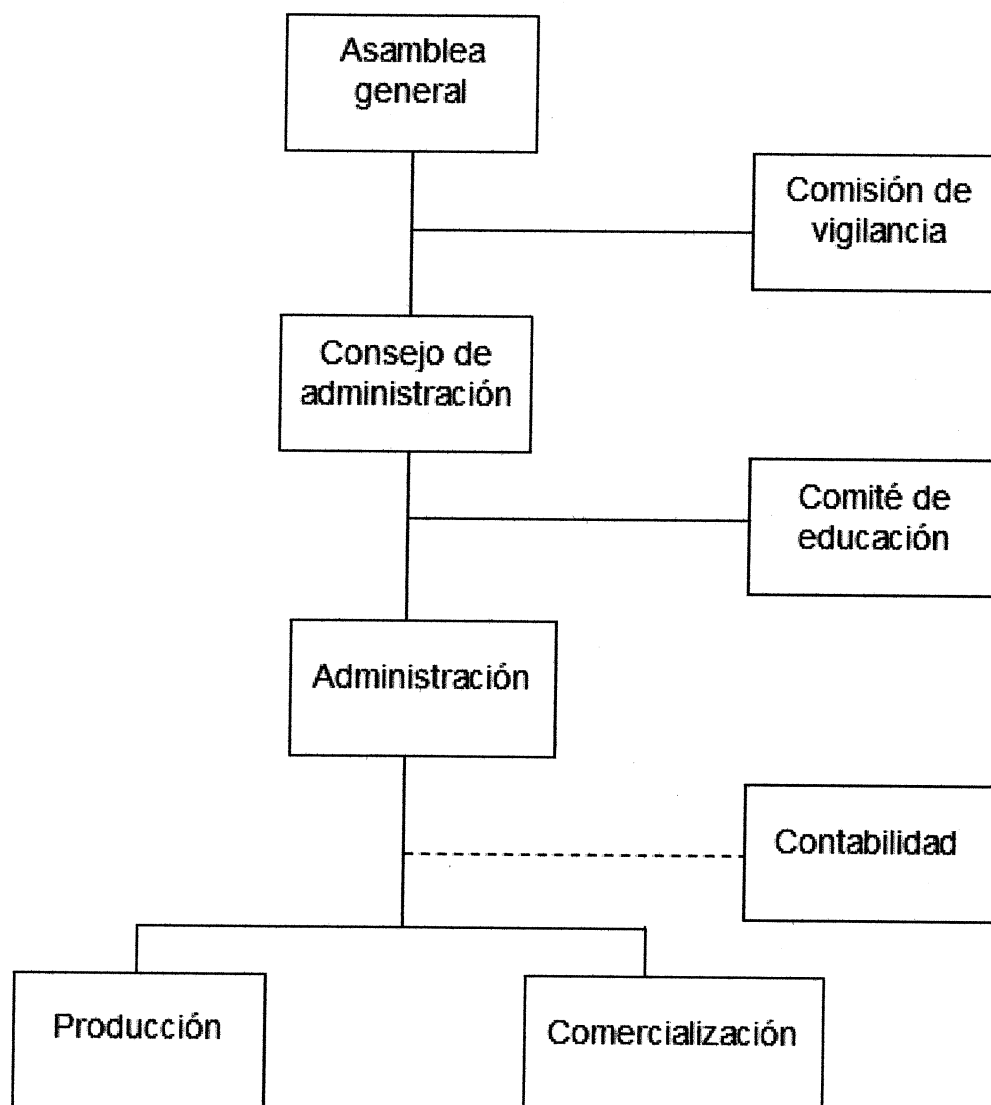 Asamblea
general
Comisión de
vigilancia
Consejo de
administración
Comité de
educación
Administración
Contabilidad
Producción
Comercialización